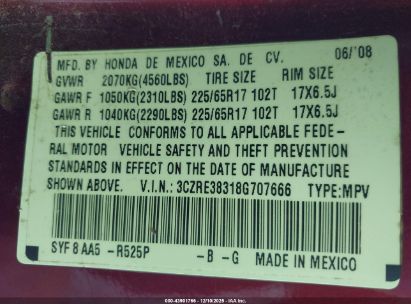 MFD. BY HONDA DE MEXICO SA. DE CV. 06/'08
GVWR 2070KG(4560LBS) TIRE SIZE RIM SIZE
GAWR F 1050KG(2310LBS) 225/65R17 102T 17X6.5J
GAWR R 1040KG(2290LBS) 225/65R17 102T 17X6.5J
THIS VEHICLE CONFORMS TO ALL APPLICABLE FEDE-
RAL MOTOR VEHICLE SAFETY AND THEFT PREVENTION
STANDARDS IN EFFECT ON THE DATE OF MANUFACTURE
SHOWN ABOVE. V.I.N.: 3CZRE38318G707666 TYPE:MPV
SYF 8 AA5 -R525P -B -G MADE IN MEXICO